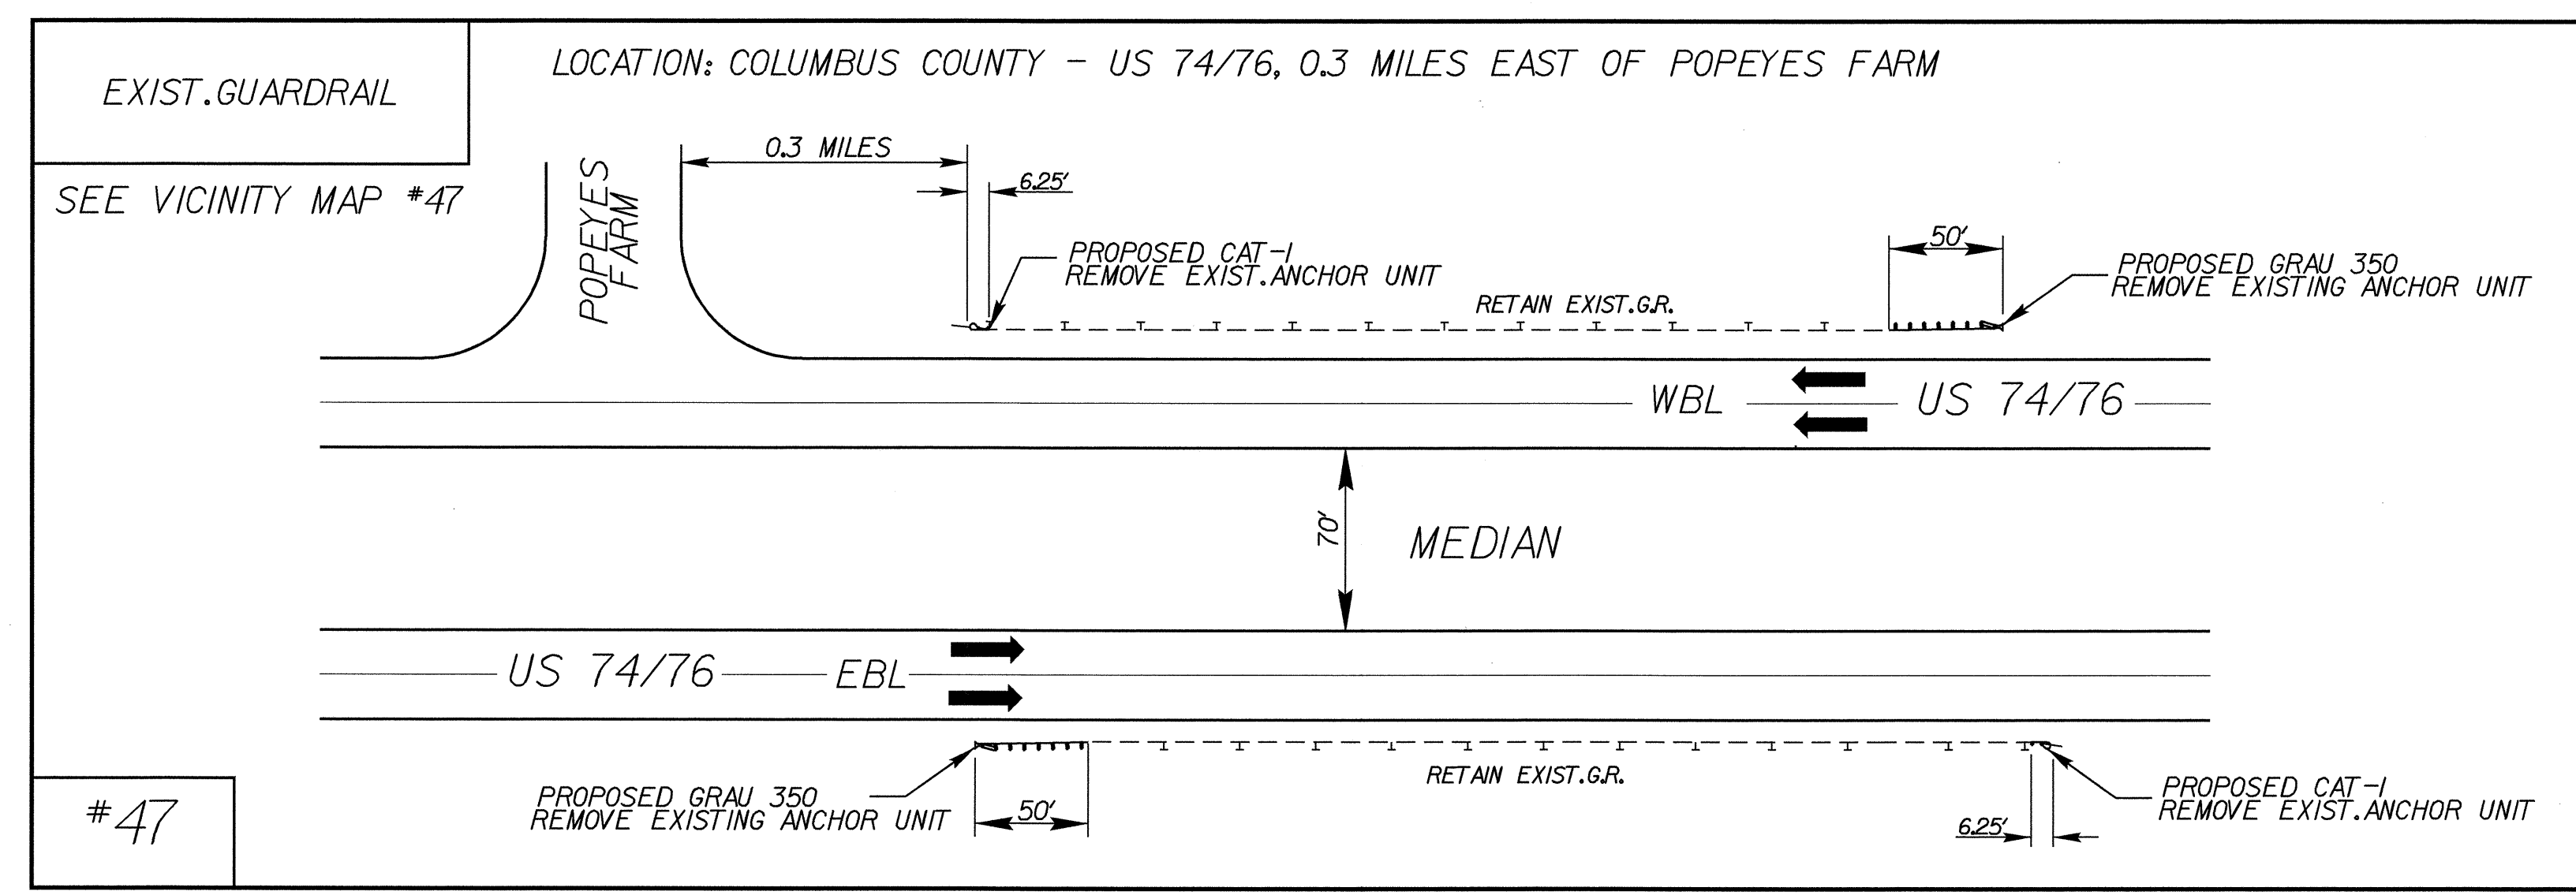 EXIST. GUARDRAIL
LOCATION: COLUMBUS COUNTY - US 74/76, 0.3 MILES EAST OF POPEYES FARM
SEE VICINITY MAP #47
POPEYES
FARM
0.3 MILES
6.25'
PROPOSED CAT-1
REMOVE EXIST. ANCHOR UNIT
RETAIN EXIST. G.R.
50'
PROPOSED GRAU 350
REMOVE EXISTING ANCHOR UNIT
WBL
US 74/76
70'
MEDIAN
US 74/76
EBL
PROPOSED GRAU 350
REMOVE EXISTING ANCHOR UNIT
50'
RETAIN EXIST. G.R.
6.25'
PROPOSED CAT-1
REMOVE EXIST. ANCHOR UNIT
#47